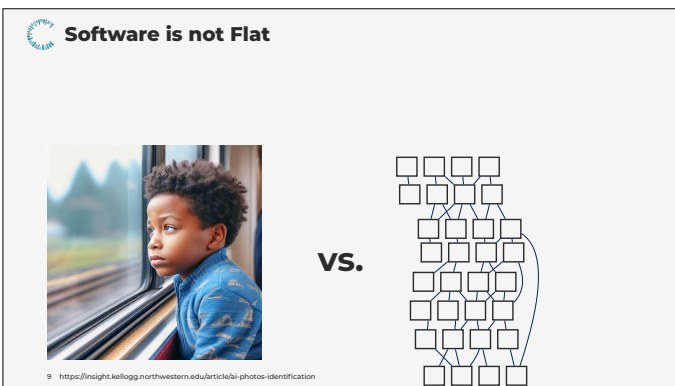 Software is not Flat
vs.
9 https://insight.kellogg.northwestern.edu/article/ai-photos-identification